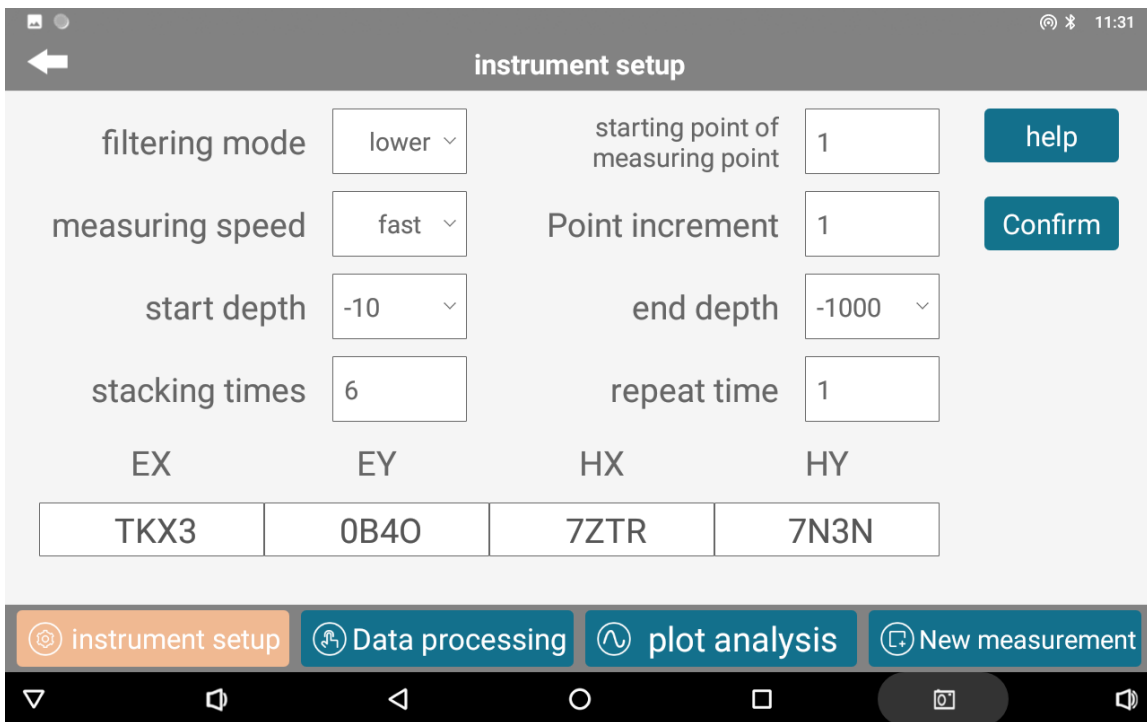 11:31
instrument setup
filtering mode lower starting point of measuring point 1 help
measuring speed fast Point increment 1 Confirm
start depth -10 end depth -1000
stacking times 6 repeat time 1
EX EY HX HY
TKX3 0B4O 7ZTR 7N3N
instrument setup Data processing plot analysis New measurement